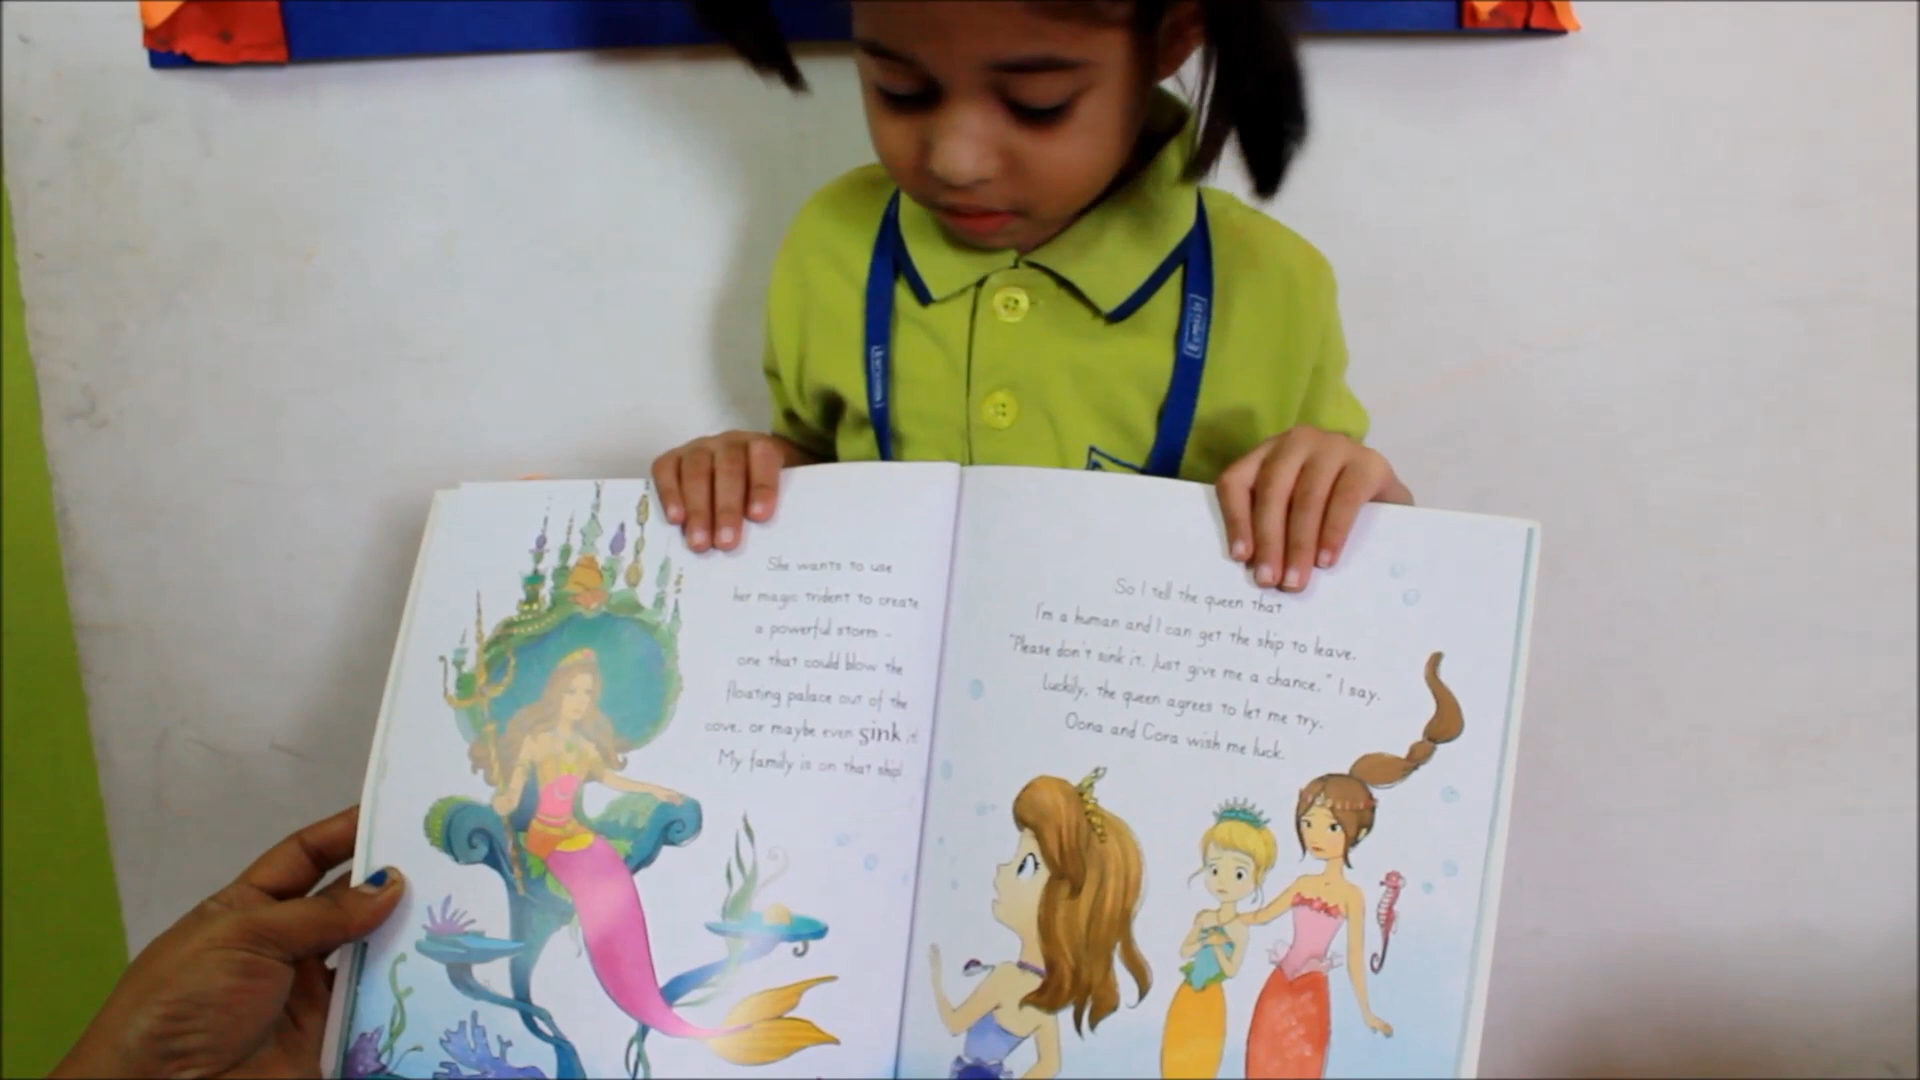 She wants to use
her magic trident to create
a powerful storm -
one that could blow the
floating palace out of the
cove, or maybe even sink it!
My family is on that ship!
So I tell the queen that
I'm a human and I can get the ship to leave.
"Please don't sink it. Just give me a chance," I say.
Luckily, the queen agrees to let me try.
Oona and Cora wish me luck.